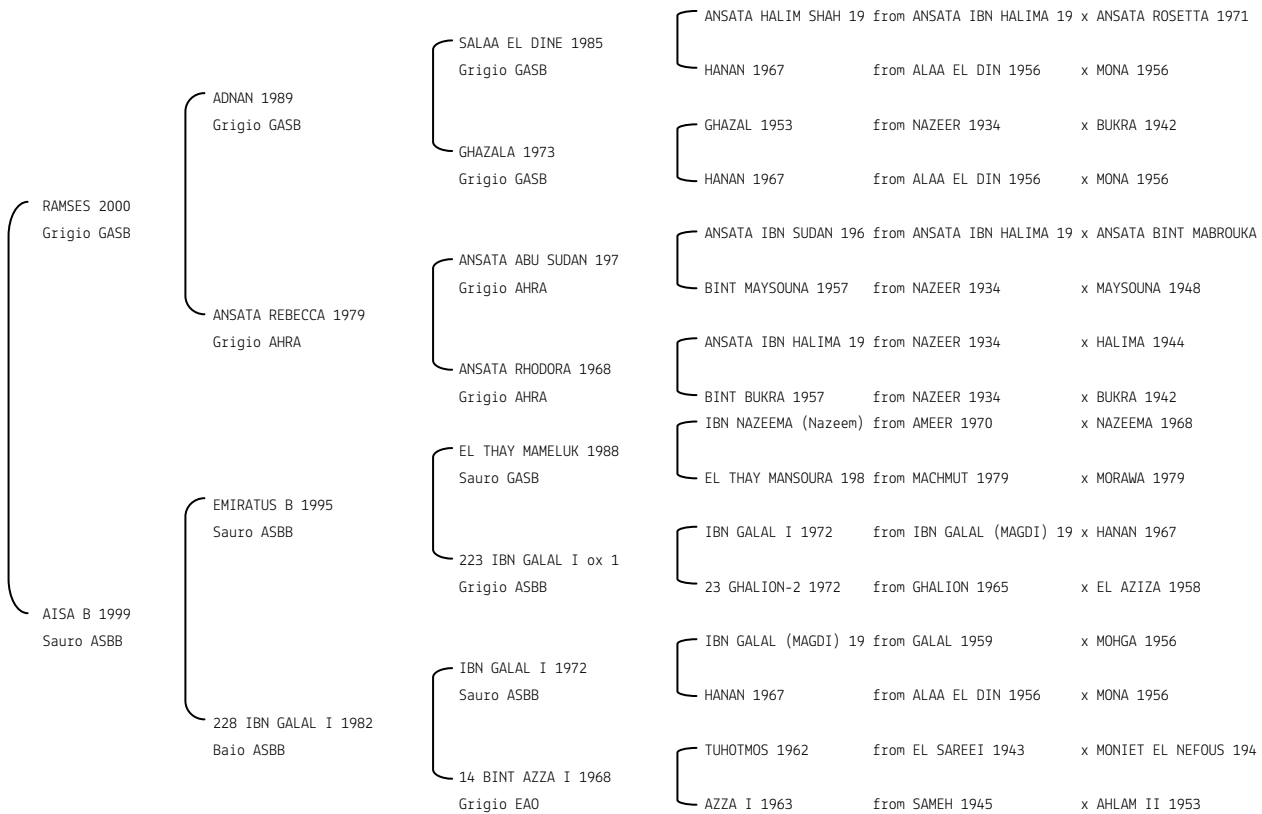 ANSATA HALIM SHAH 19 from ANSATA IBN HALIMA 19 x ANSATA ROSETTA 1971
SALAA EL DINE 1985
Grigio GASB
HANAN 1967 from ALAA EL DIN 1956 x MONA 1956
ADNAN 1989
Grigio GASB
GHAZAL 1953 from NAZEER 1934 x BUKRA 1942
GHAZALA 1973
Grigio GASB
HANAN 1967 from ALAA EL DIN 1956 x MONA 1956
RAMSES 2000
Grigio GASB
ANSATA IBN SUDAN 196 from ANSATA IBN HALIMA 19 x ANSATA BINT MABROUKA
ANSATA ABU SUDAN 197
Grigio AHRA
BINT MAYSOUNA 1957 from NAZEER 1934 x MAYSOUNA 1948
ANSATA REBECCA 1979
Grigio AHRA
ANSATA IBN HALIMA 19 from NAZEER 1934 x HALIMA 1944
ANSATA RHODORA 1968
Grigio AHRA
BINT BUKRA 1957 from NAZEER 1934 x BUKRA 1942
IBN NAZEEMA (Nazeem) from AMEER 1970 x NAZEEMA 1968
EL THAY MAMELUK 1988
Sauro GASB
EL THAY MANSOURA 198 from MACHMUT 1979 x MORAWA 1979
EMIRATUS B 1995
Sauro ASBB
IBN GALAL I 1972 from IBN GALAL (MAGDI) 19 x HANAN 1967
223 IBN GALAL I ox 1
Grigio ASBB
23 GHALION-2 1972 from GHALION 1965 x EL AZIZA 1958
AISA B 1999
Sauro ASBB
IBN GALAL (MAGDI) 19 from GALAL 1959 x MOHGA 1956
IBN GALAL I 1972
Sauro ASBB
HANAN 1967 from ALAA EL DIN 1956 x MONA 1956
228 IBN GALAL I 1982
Baio ASBB
TUHOTMOS 1962 from EL SAREEI 1943 x MONIET EL NEFOUS 194
14 BINT AZZA I 1968
Grigio EAO
AZZA I 1963 from SAMEH 1945 x AHLAM II 1953